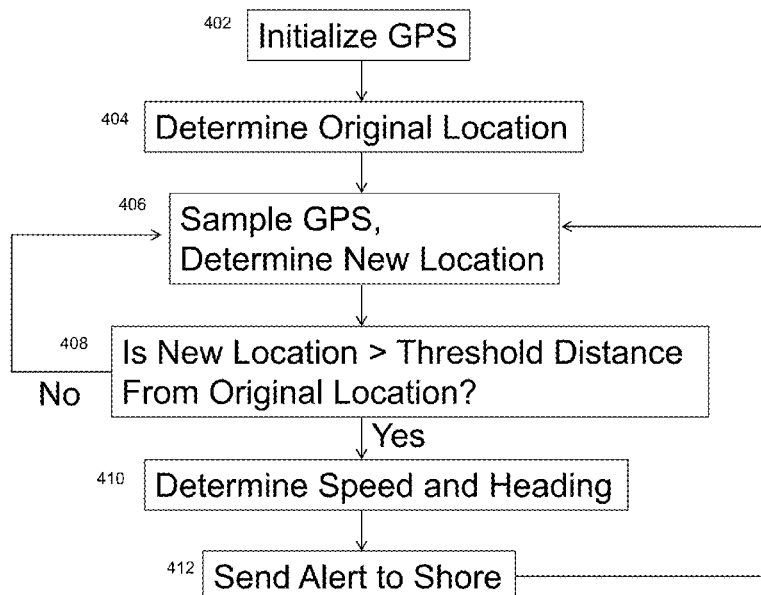 402
Initialize GPS
404
Determine Original Location
406
Sample GPS,
Determine New Location
408
Is New Location > Threshold Distance
From Original Location?
No
Yes
410
Determine Speed and Heading
412
Send Alert to Shore